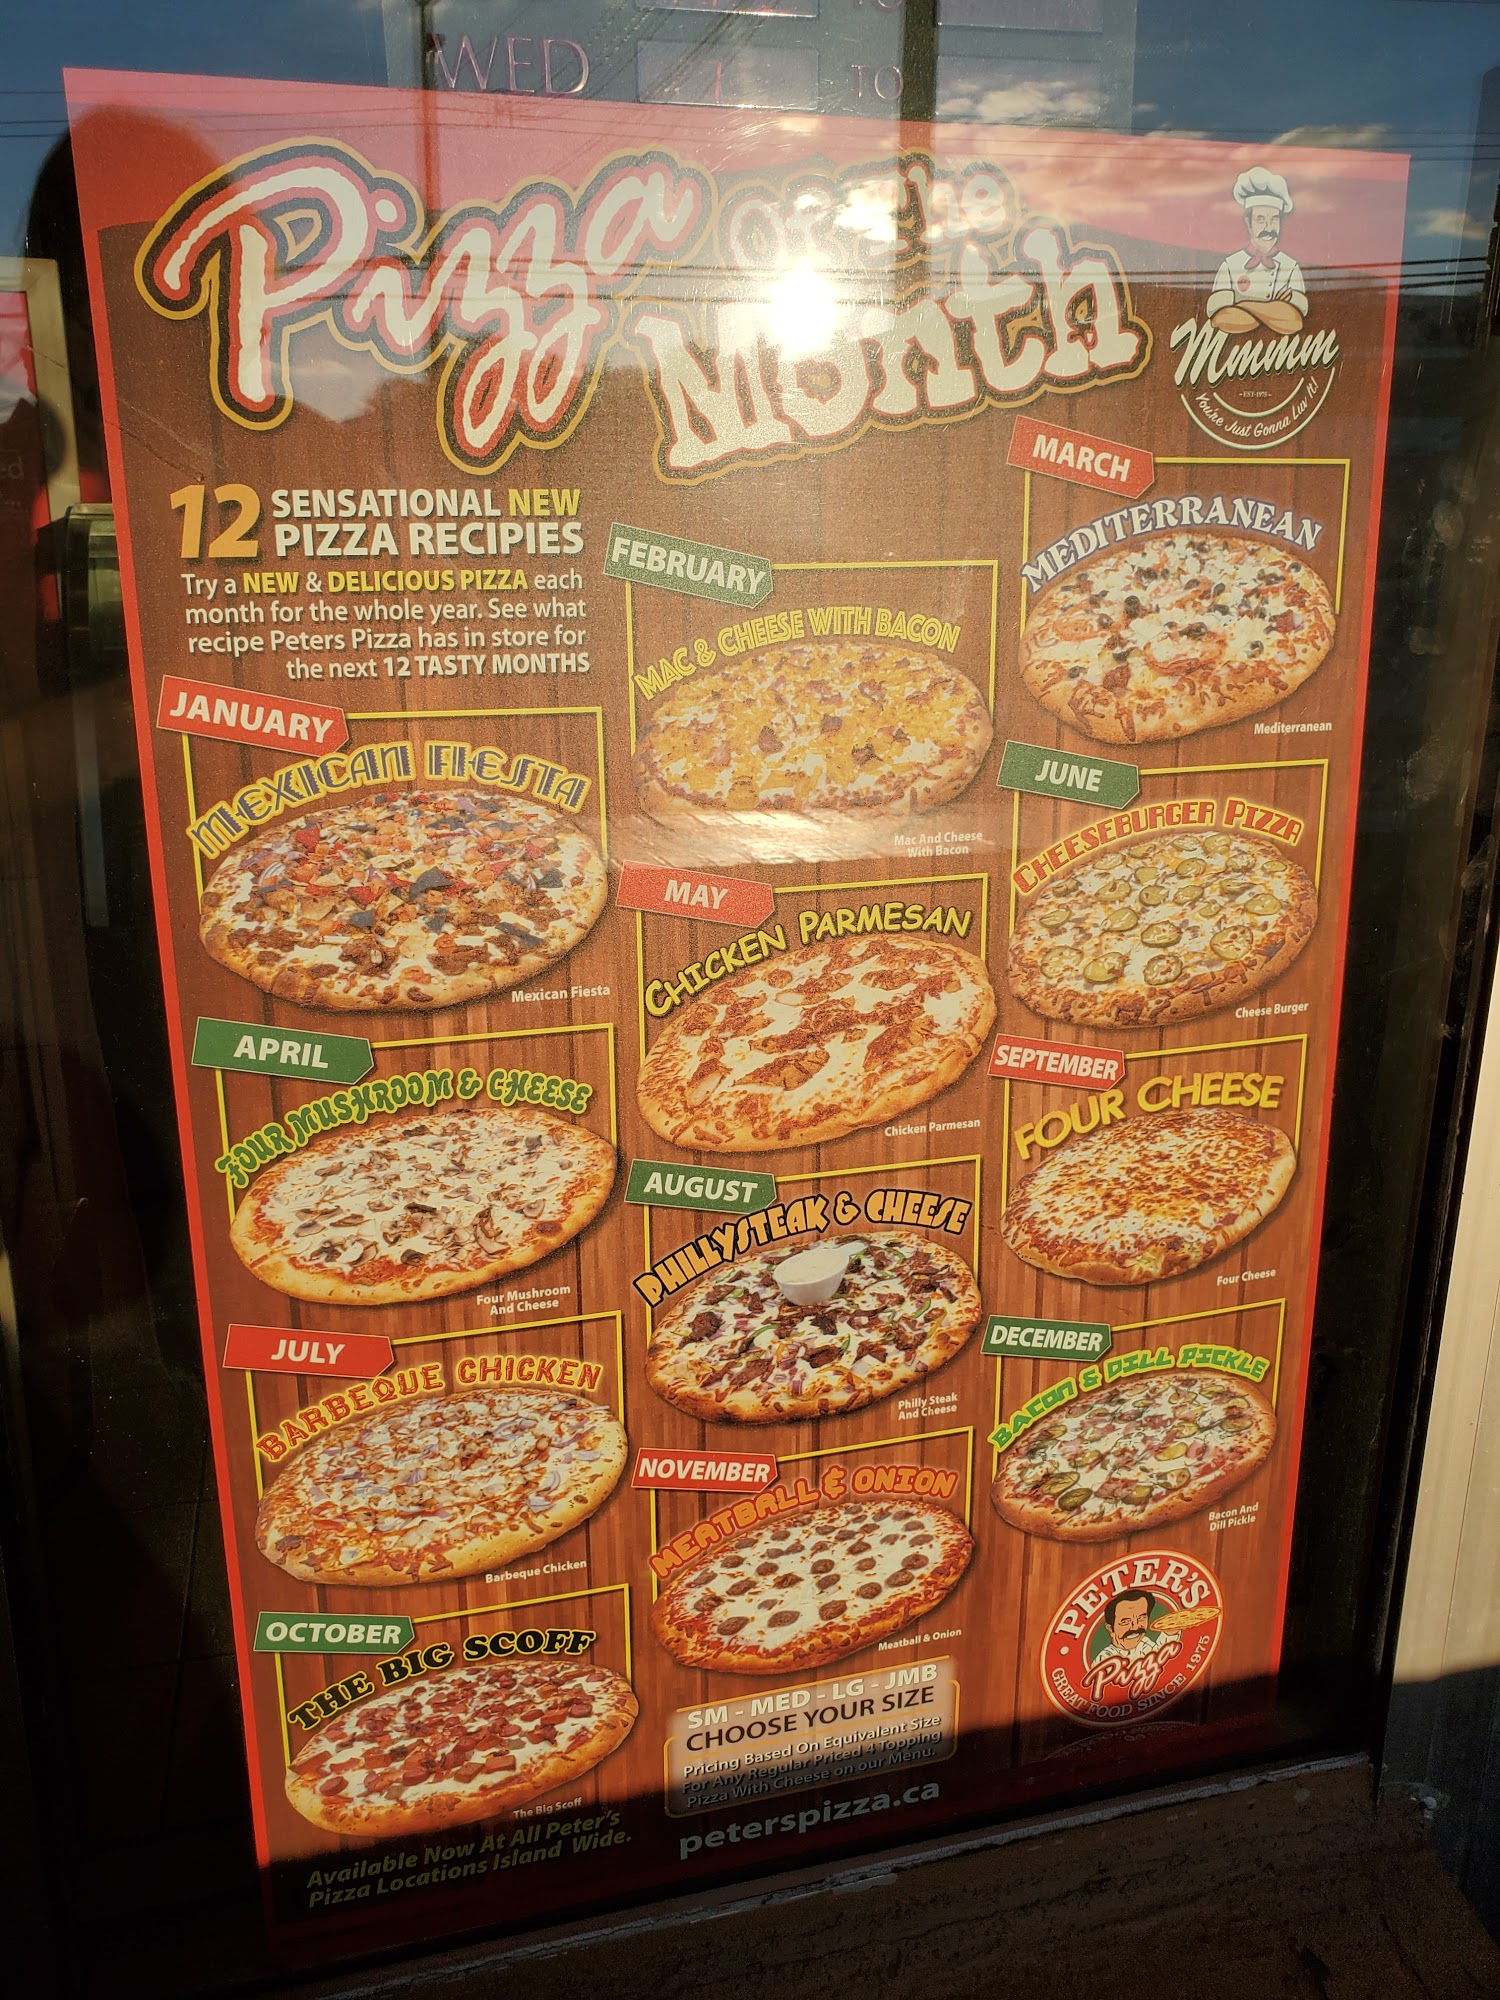 WED
TO
Pizza of The
Month
Mmmm
~EST-1975~
You're Just Gonna Luv It!
12 SENSATIONAL NEW
PIZZA RECIPIES
Try a NEW & DELICIOUS PIZZA each
month for the whole year. See what
recipe Peters Pizza has in store for
the next 12 TASTY MONTHS
JANUARY
MEXICAN FIESTA
Mexican Fiesta
FEBRUARY
MAC & CHEESE WITH BACON
Mac And Cheese
With Bacon
MARCH
MEDITERRANEAN
Mediterranean
APRIL
FOUR MUSHROOM & CHEESE
Four Mushroom
And Cheese
MAY
CHICKEN PARMESAN
Chicken Parmesan
JUNE
CHEESEBURGER PIZZA
Cheese Burger
JULY
BARBEQUE CHICKEN
Barbeque Chicken
AUGUST
PHILLYSTEAK & CHEESE
Philly Steak
And Cheese
SEPTEMBER
FOUR CHEESE
Four Cheese
OCTOBER
THE BIG SCOFF
The Big Scoff
NOVEMBER
MEATBALL & ONION
Meatball & Onion
DECEMBER
BACON & DILL PICKLE
Bacon And
Dill Pickle
Available Now At All Peter's
Pizza Locations Island Wide.
SM - MED - LG - JMB
CHOOSE YOUR SIZE
Pricing Based On Equivalent Size
For Any Regular Priced 4 Topping
Pizza With Cheese on our Menu.
peterspizza.ca
PETER'S
Pizza
GREAT FOOD SINCE 1975